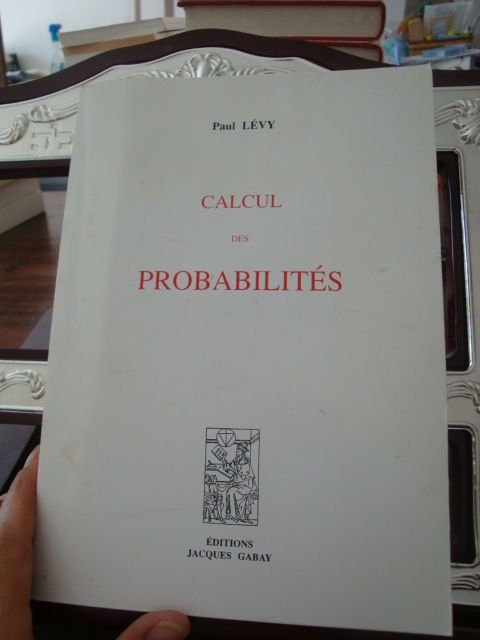 Paul LÉVY
CALCUL
DES
PROBABILITÉS
ÉDITIONS
JACQUES GABAY